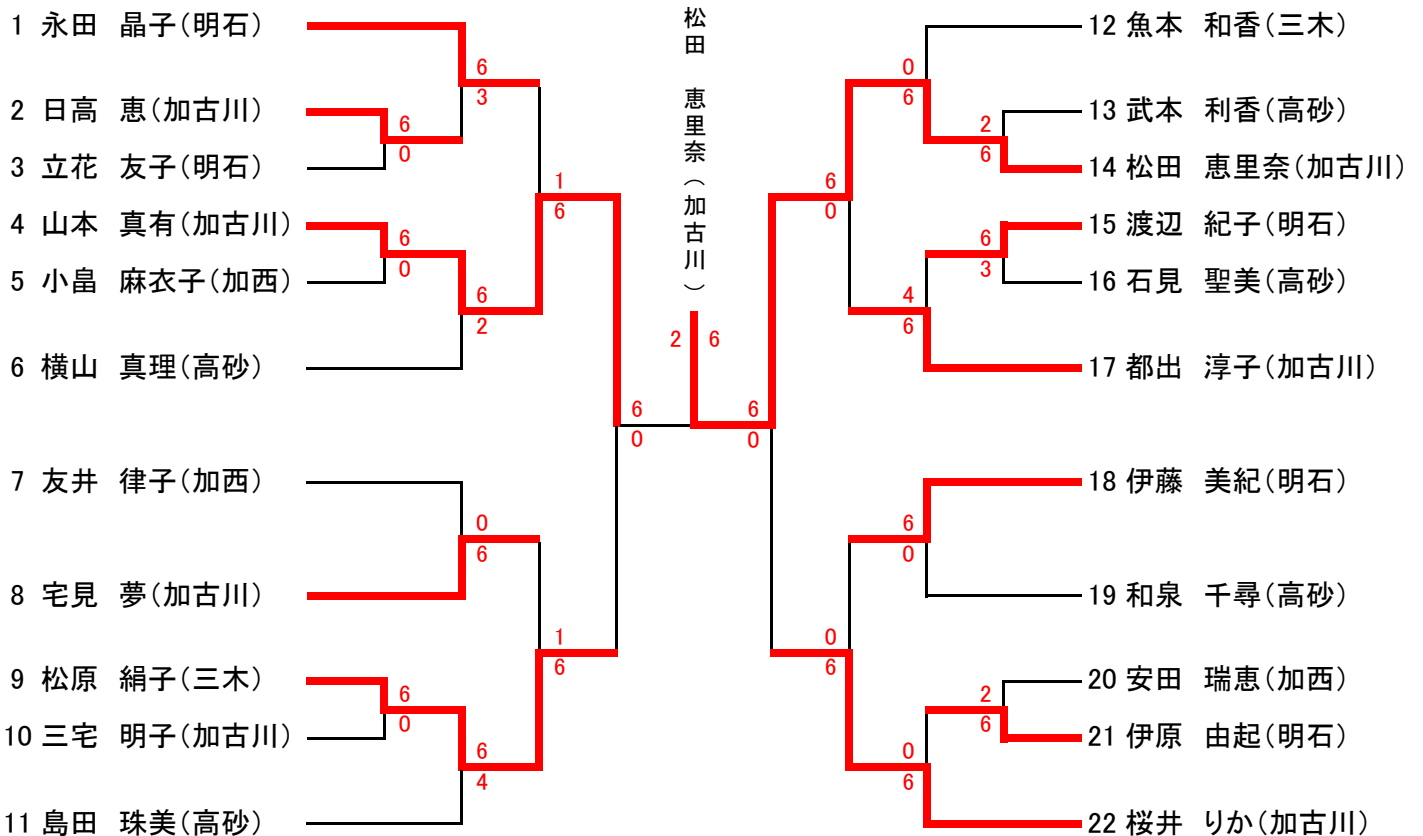 1 永田 晶子(明石)
2 日高 恵(加古川)
3 立花 友子(明石)
4 山本 真有(加古川)
5 小畠 麻衣子(加西)
6 横山 真理(高砂)
7 友井 律子(加西)
8 宅見 夢(加古川)
9 松原 絹子(三木)
10 三宅 明子(加古川)
11 島田 珠美(高砂)
6
3
6
0
6
0
6
2
1
6
0
6
6
0
6
4
1
6
6
0
松田 恵里奈(加古川)
2 6
6
0
6
0
0
6
2
6
6
3
4
6
6
0
0
6
2
6
0
6
12 魚本 和香(三木)
13 武本 利香(高砂)
14 松田 恵里奈(加古川)
15 渡辺 紀子(明石)
16 石見 聖美(高砂)
17 都出 淳子(加古川)
18 伊藤 美紀(明石)
19 和泉 千尋(高砂)
20 安田 瑞恵(加西)
21 伊原 由起(明石)
22 桜井 りか(加古川)